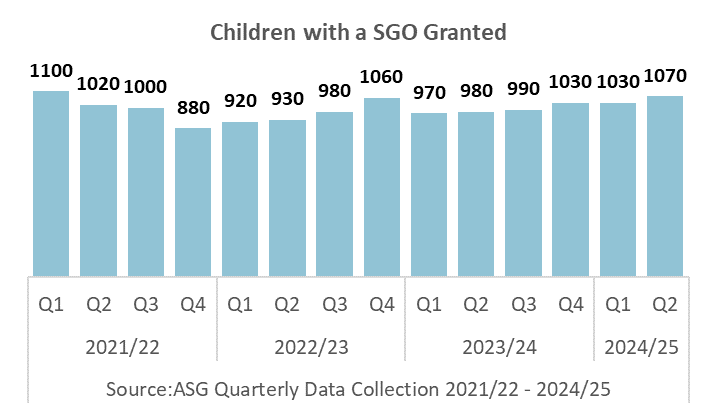 Children with a SGO Granted
1100 1020 1000 880 920 930 980 1060 970 980 990 1030 1030 1070
Q1 Q2 Q3 Q4 Q1 Q2 Q3 Q4 Q1 Q2 Q3 Q4 Q1 Q2
2021/22 2022/23 2023/24 2024/25
Source:ASG Quarterly Data Collection 2021/22 - 2024/25